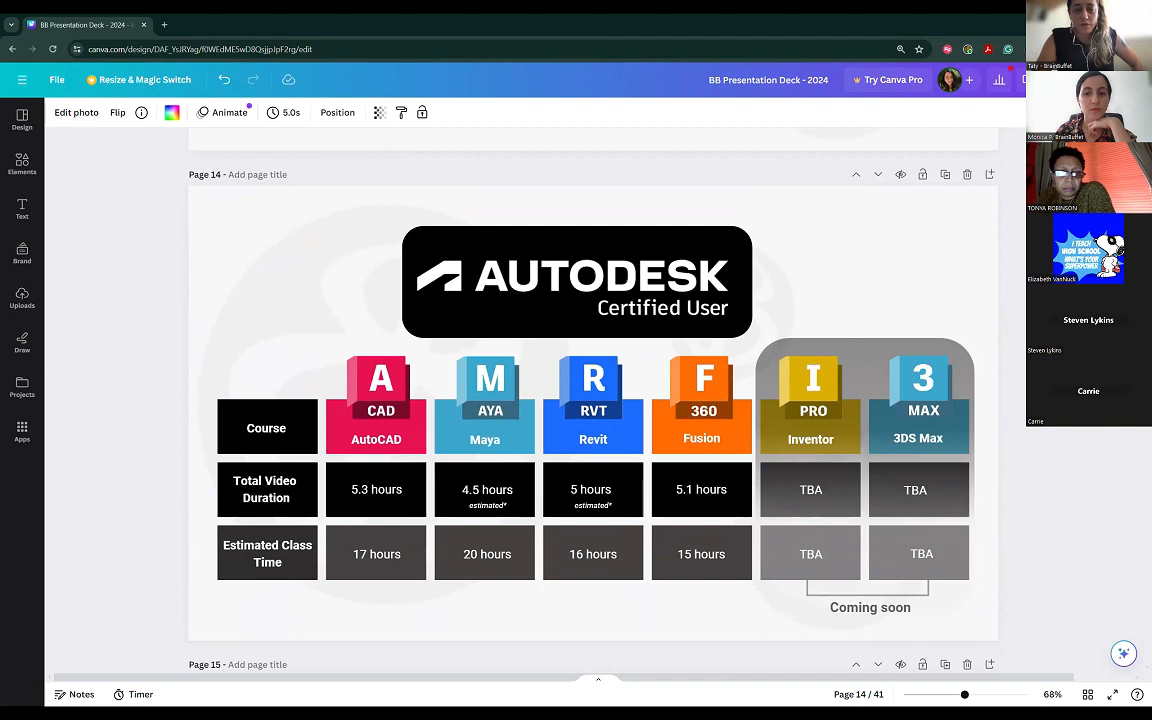 BB Presentation Deck - 2024 - F
canva.com/design/DAF_YsJRYag/f0WEdME5wD8QsjjpJpF2rg/edit
File
Resize & Magic Switch
BB Presentation Deck - 2024
Try Canva Pro
Edit photo
Flip
Animate
5.0s
Position
Design
Elements
Text
Brand
Uploads
Draw
Projects
Apps
Page 14 - Add page title
AUTODESK
Certified User
A
M
R
F
I
3
CAD
AYA
RVT
360
PRO
MAX
Course
AutoCAD
Maya
Revit
Fusion
Inventor
3DS Max
Total Video
Duration
5.3 hours
4.5 hours
estimated*
5 hours
estimated*
5.1 hours
TBA
TBA
Estimated Class
Time
17 hours
20 hours
16 hours
15 hours
TBA
TBA
Coming soon
Page 15 - Add page title
Notes
Timer
Page 14 / 41
68%
Taty - BrainBuffet
Monica P. BrainBuffet
TONYA ROBINSON
I TEACH
HIGH SCHOOL
WHAT'S YOUR
SUPERPOWER
Elizabeth VanNuck
Steven Lykins
Steven Lykins
Carrie
Carrie